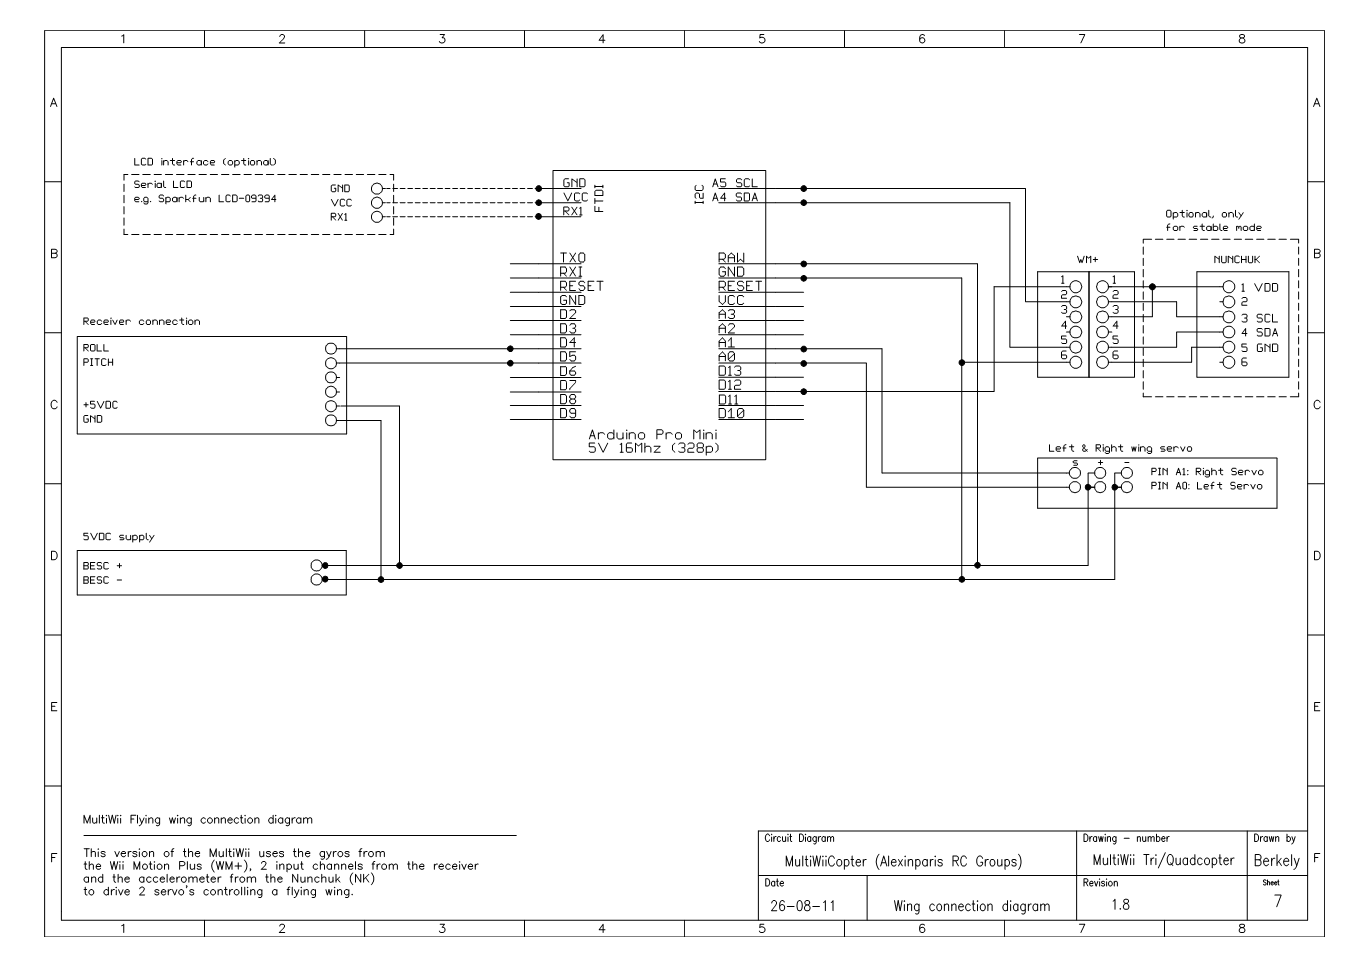 1 2 3 4 5 6 7 8
A A
LCD interface (optional)
Serial LCD
e.g. Sparkfun LCD-09394
GND
VCC
RX1
GND
VCC
RX1
FTDI
I2C
A5 SCL
A4 SDA
Optional, only
for stable mode
B B
TXO
RXI
RESET
GND
D2
D3
D4
D5
D6
D7
D8
D9
RAW
GND
RESET
VCC
A3
A2
A1
A0
D13
D12
D11
D10
Arduino Pro Mini
5V 16Mhz (328p)
WM+
1 1
2 2
3 3
4 4
5 5
6 6
NUNCHUK
1 VDD
2
3 SCL
4 SDA
5 GND
6
Receiver connection
ROLL
PITCH
+5VDC
GND
C C
Left & Right wing servo
S + -
PIN A1: Right Servo
PIN A0: Left Servo
5VDC supply
BESC +
BESC -
D D
E E
MultiWii Flying wing connection diagram
This version of the MultiWii uses the gyros from
the Wii Motion Plus (WM+), 2 input channels from the receiver
and the accelerometer from the Nunchuk (NK)
to drive 2 servo's controlling a flying wing.
F F
Circuit Diagram
MultiWiiCopter (Alexinparis RC Groups)
Drawing - number
MultiWii Tri/Quadcopter
Drawn by
Berkely
Date
26-08-11
Wing connection diagram
Revision
1.8
Sheet
7
1 2 3 4 5 6 7 8